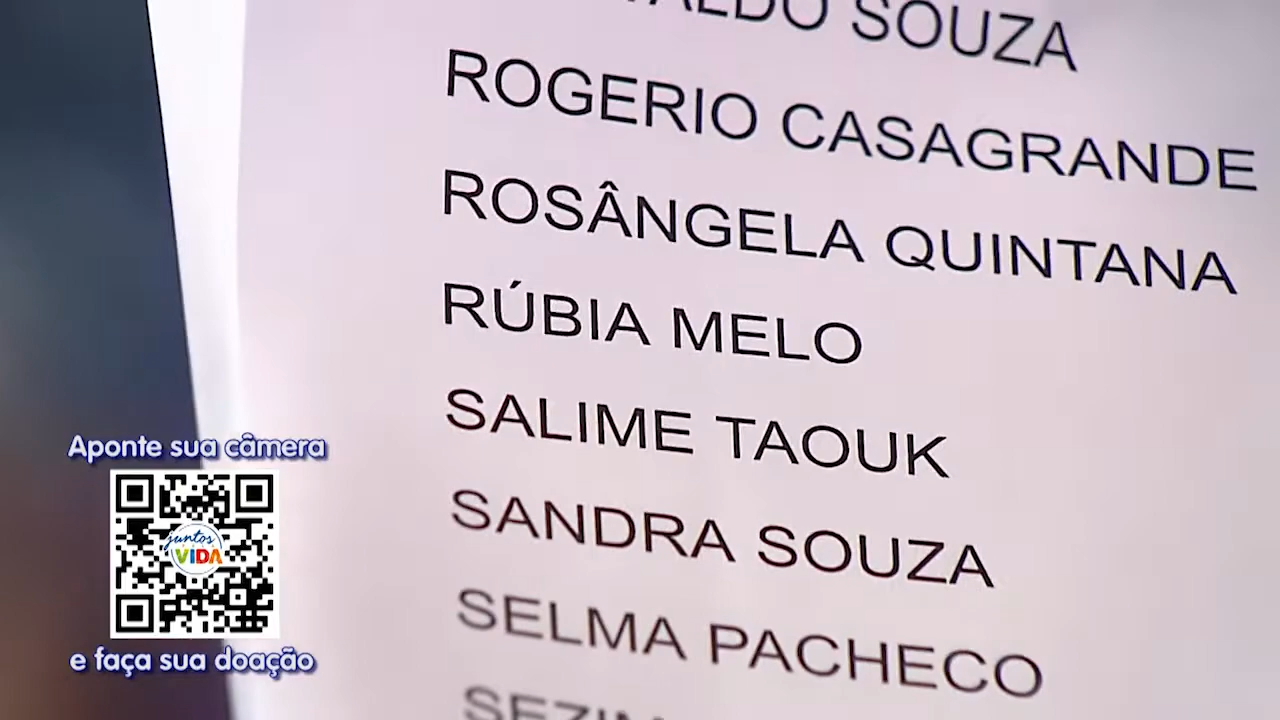 SOUZA
ROGERIO CASAGRANDE
ROSÂNGELA QUINTANA
RÚBIA MELO
SALIME TAOUK
SANDRA SOUZA
SELMA PACHECO
Aponte sua câmera
juntos
VIDA
e faça sua doação